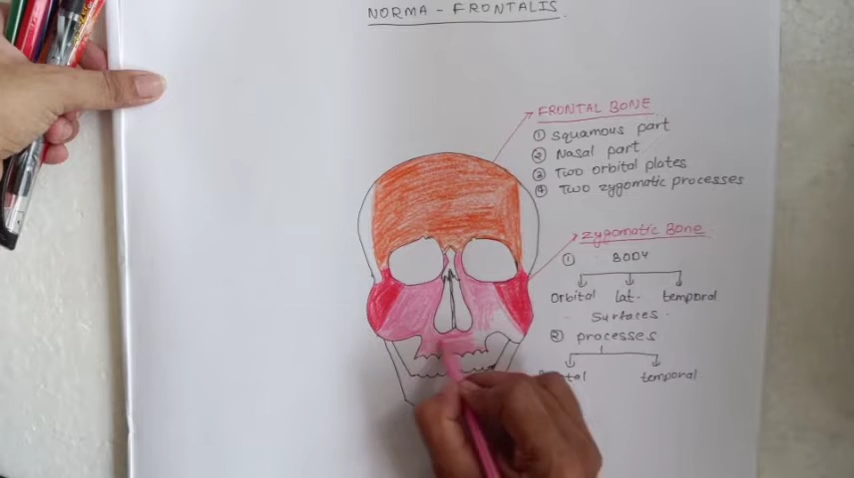 NORMA - FRONTALIS
FRONTAL BONE
① squamous part
② Nasal part
③ Two orbital plates
④ Two zygomatic processes
Zygomatic Bone
① BODY
Orbital lat. temporal
surfaces
② processes
temporal